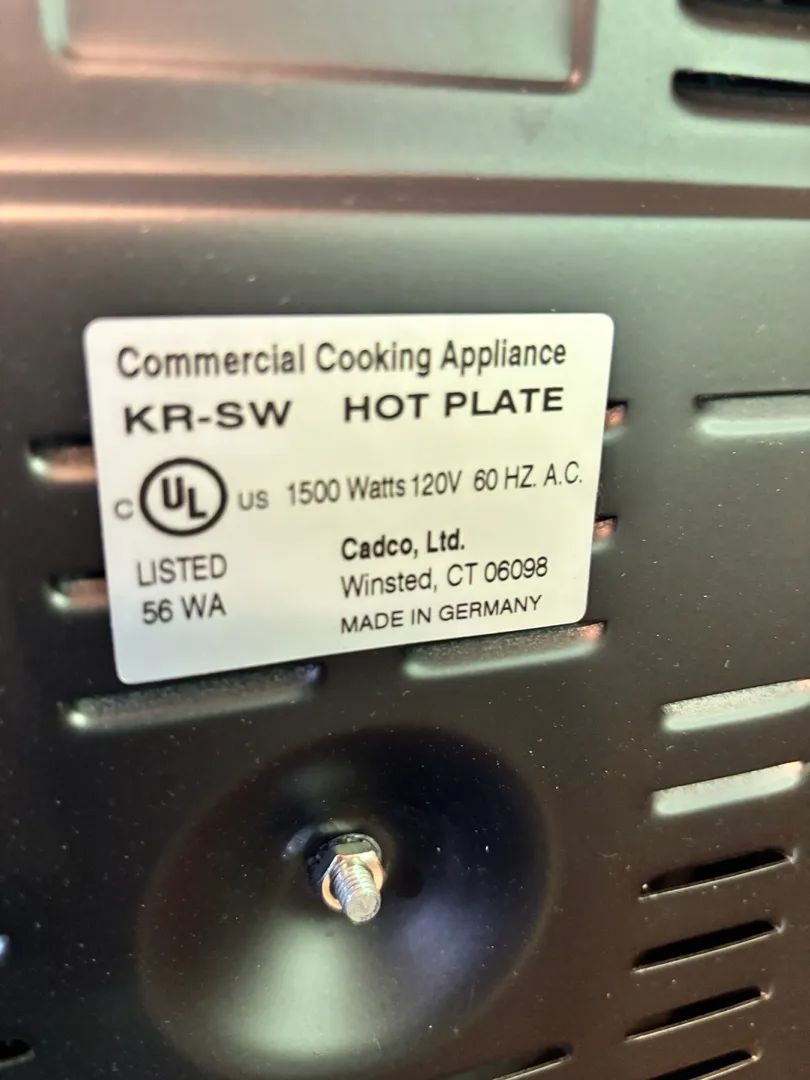 Commercial Cooking Appliance
KR-SW HOT PLATE
C UL US 1500 Watts 120V 60 HZ. A.C.
LISTED
56 WA
Cadco, Ltd.
Winsted, CT 06098
MADE IN GERMANY